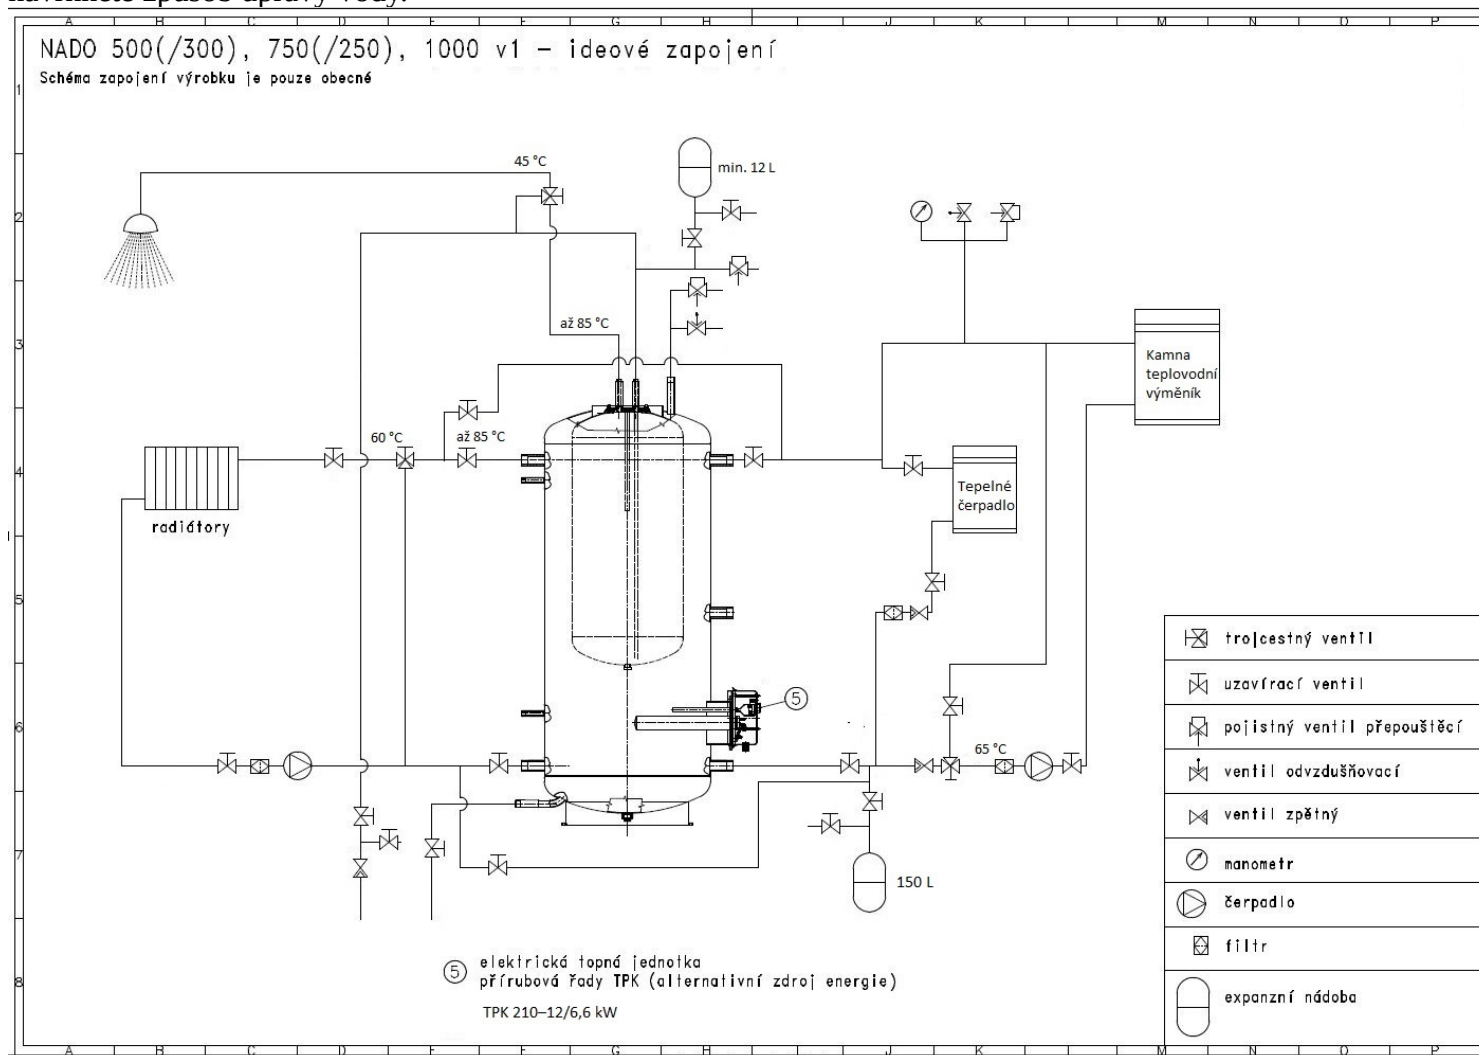 A B C D E F G H I J K L M N O P
NADO 500(/300), 750(/250), 1000 v1 – ideové zapojení
Schéma zapojení výrobku je pouze obecné
1
2
3
4
5
6
7
8
45 °C
min. 12 L
až 85 °C
60 °C
až 85 °C
radiátory
Kamna
teplovodní
výměník
Tepelné
čerpadlo
5
65 °C
150 L
trojcestný ventil
uzavírací ventil
pojistný ventil přepouštěcí
ventil odvzdušňovací
ventil zpětný
manometr
čerpadlo
filtr
expanzní nádoba
5 elektrická topná jednotka
přírubová řady TPK (alternativní zdroj energie)
TPK 210–12/6,6 kW
A B C D E F G H I J K L M N O P